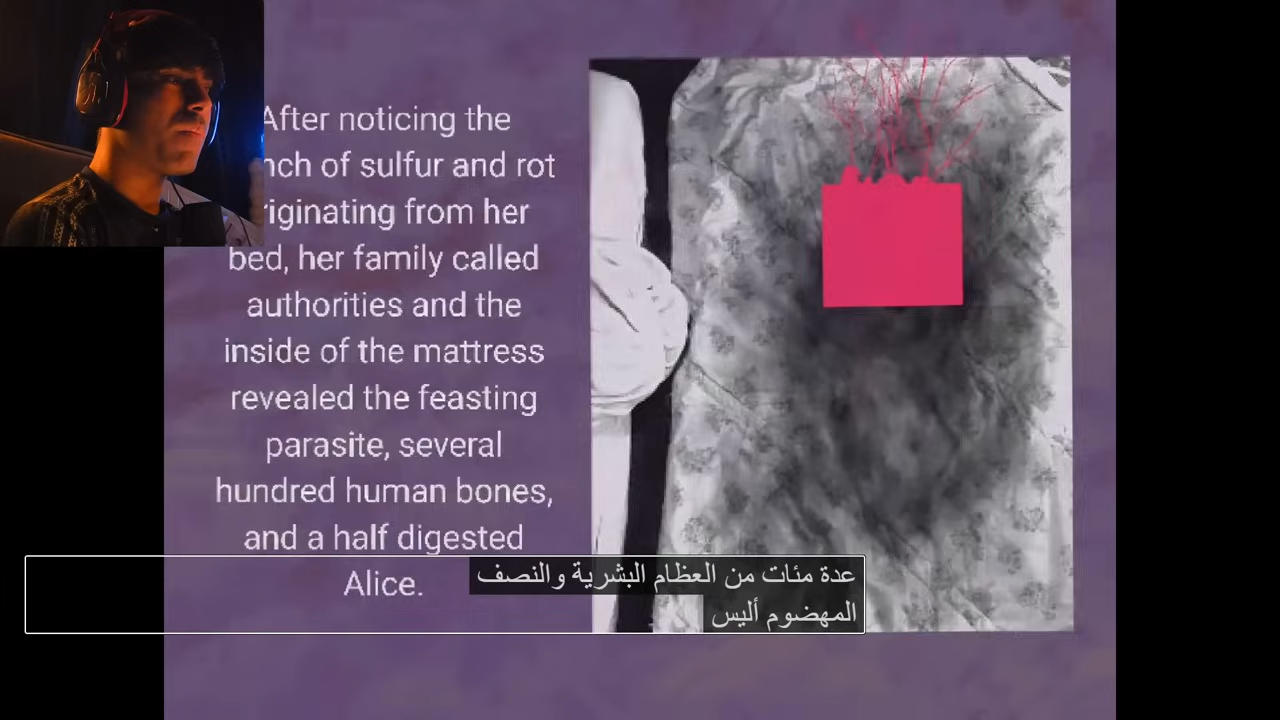 After noticing the
nch of sulfur and rot
riginating from her
bed, her family called
authorities and the
inside of the mattress
revealed the feasting
parasite, several
hundred human bones,
and a half digested
Alice.
عدة مئات من العظام البشرية والنصف
المهضوم أليس